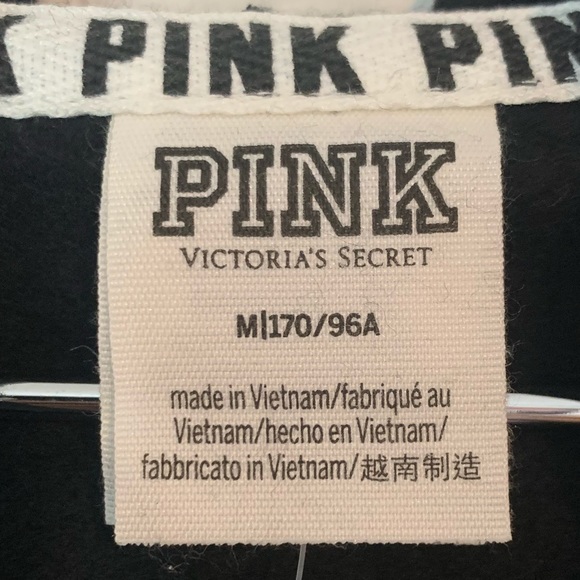 K PINK PIN
PINK
VICTORIA'S SECRET
M|170/96A
made in Vietnam/fabriqué au
Vietnam/hecho en Vietnam/
fabbricato in Vietnam/越南制造